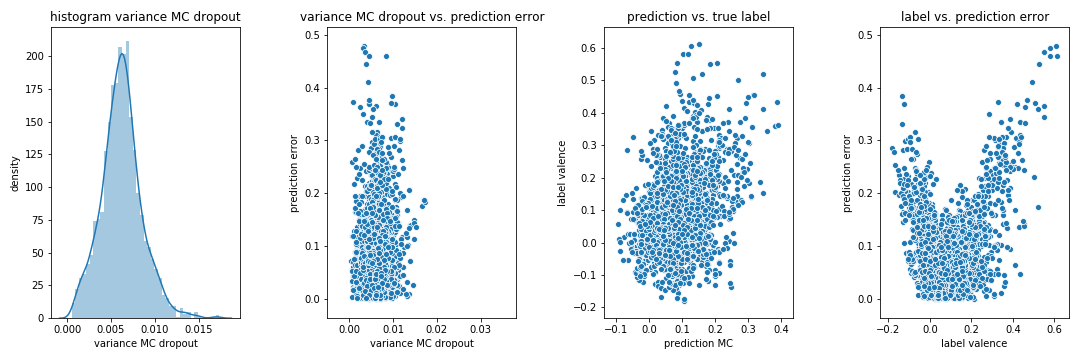 histogram variance MC dropout
density
200
175
150
125
100
75
50
25
0
0.000 0.005 0.010 0.015
variance MC dropout
variance MC dropout vs. prediction error
prediction error
0.5
0.4
0.3
0.2
0.1
0.0
0.00 0.01 0.02 0.03
variance MC dropout
prediction vs. true label
label valience
0.6
0.5
0.4
0.3
0.2
0.1
0.0
−0.1
−0.2
−0.1 0.0 0.1 0.2 0.3 0.4
prediction MC
label vs. prediction error
prediction error
0.5
0.4
0.3
0.2
0.1
0.0
−0.2 0.0 0.2 0.4 0.6
label valence